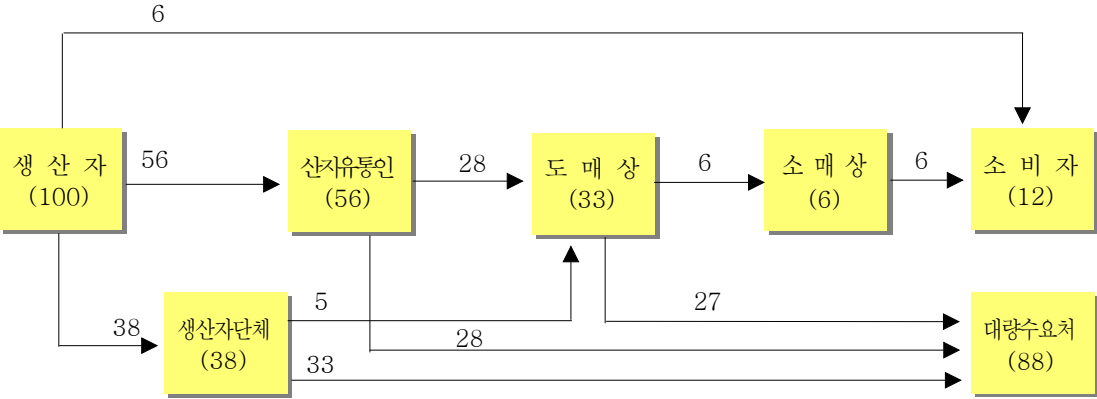 6
생 산 자
(100)
56
산지유통인
(56)
28
도 매 상
(33)
6
소 매 상
(6)
6
소 비 자
(12)
38
생산자단체
(38)
5
28
33
27
대량수요처
(88)